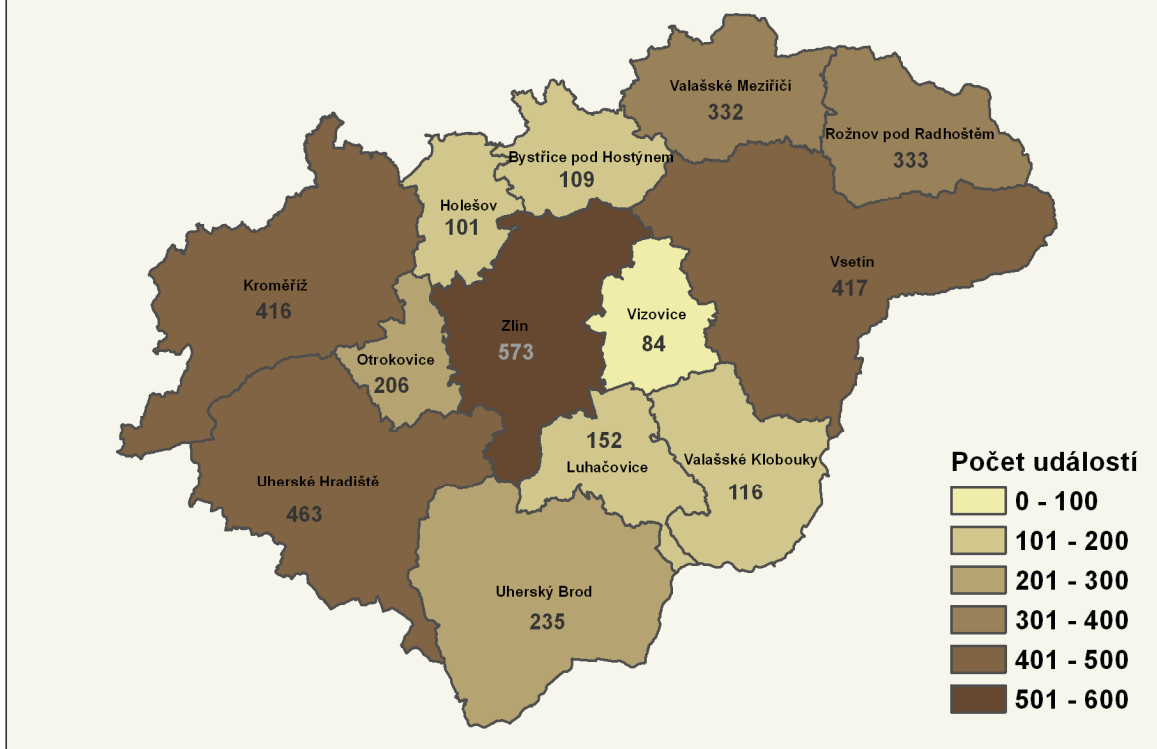 Valašské Meziříčí
332
Rožnov pod Radhoštěm
333
Bystřice pod Hostýnem
109
Holešov
101
Vsetín
417
Kroměříž
416
Zlín
573
Vizovice
84
Otrokovice
206
152
Luhačovice
Valašské Klobouky
116
Uherské Hradiště
463
Uherský Brod
235
Počet událostí
0 - 100
101 - 200
201 - 300
301 - 400
401 - 500
501 - 600